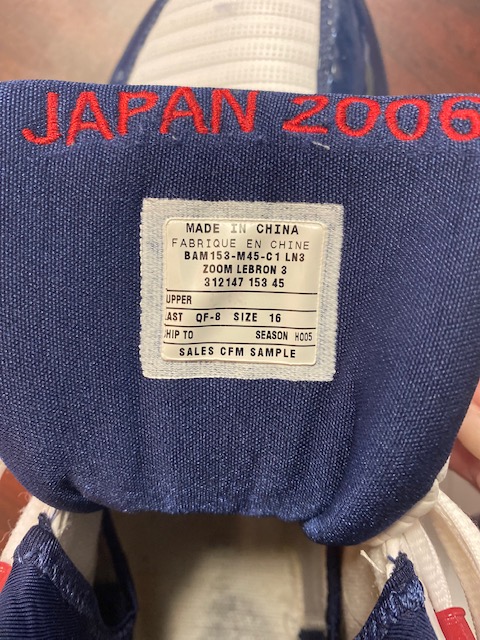 JAPAN 2006
MADE IN CHINA
FABRIQUE EN CHINE
BAM153-M45-C1 LN3
ZOOM LEBRON 3
312147 153 45
UPPER
AST QF-8 SIZE 16
HIP TO SEASON HO05
SALES CFM SAMPLE